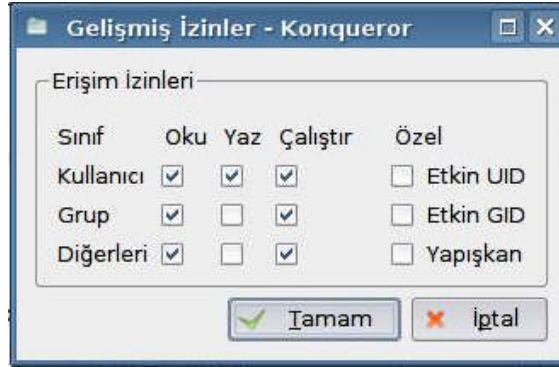 Gelişmiş İzinler - Konqueror
Erişim İzinleri
Sınıf Oku Yaz Çalıştır Özel
Kullanıcı Etkin UID
Grup Etkin GID
Diğerleri Yapışkan
Tamam İptal